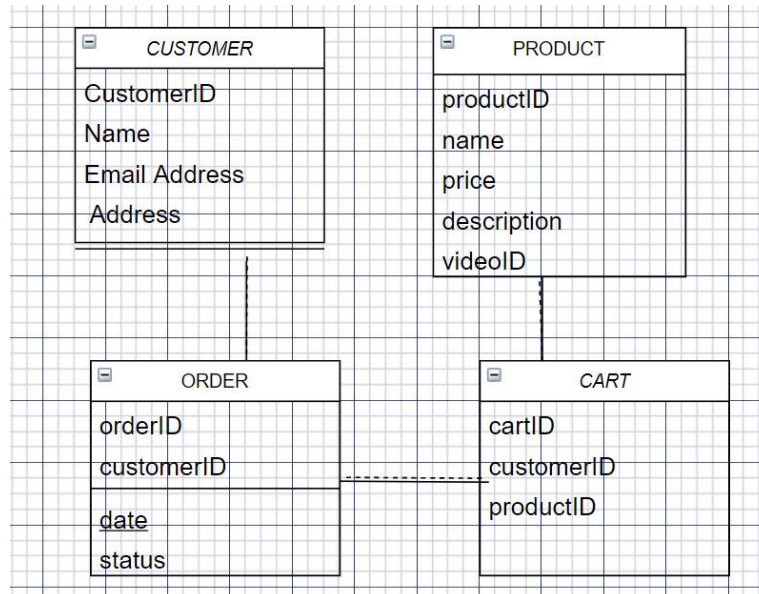 CUSTOMER
CustomerID
Name
Email Address
Address
PRODUCT
productID
name
price
description
videoID
ORDER
orderID
customerID
date
status
CART
cartID
customerID
productID